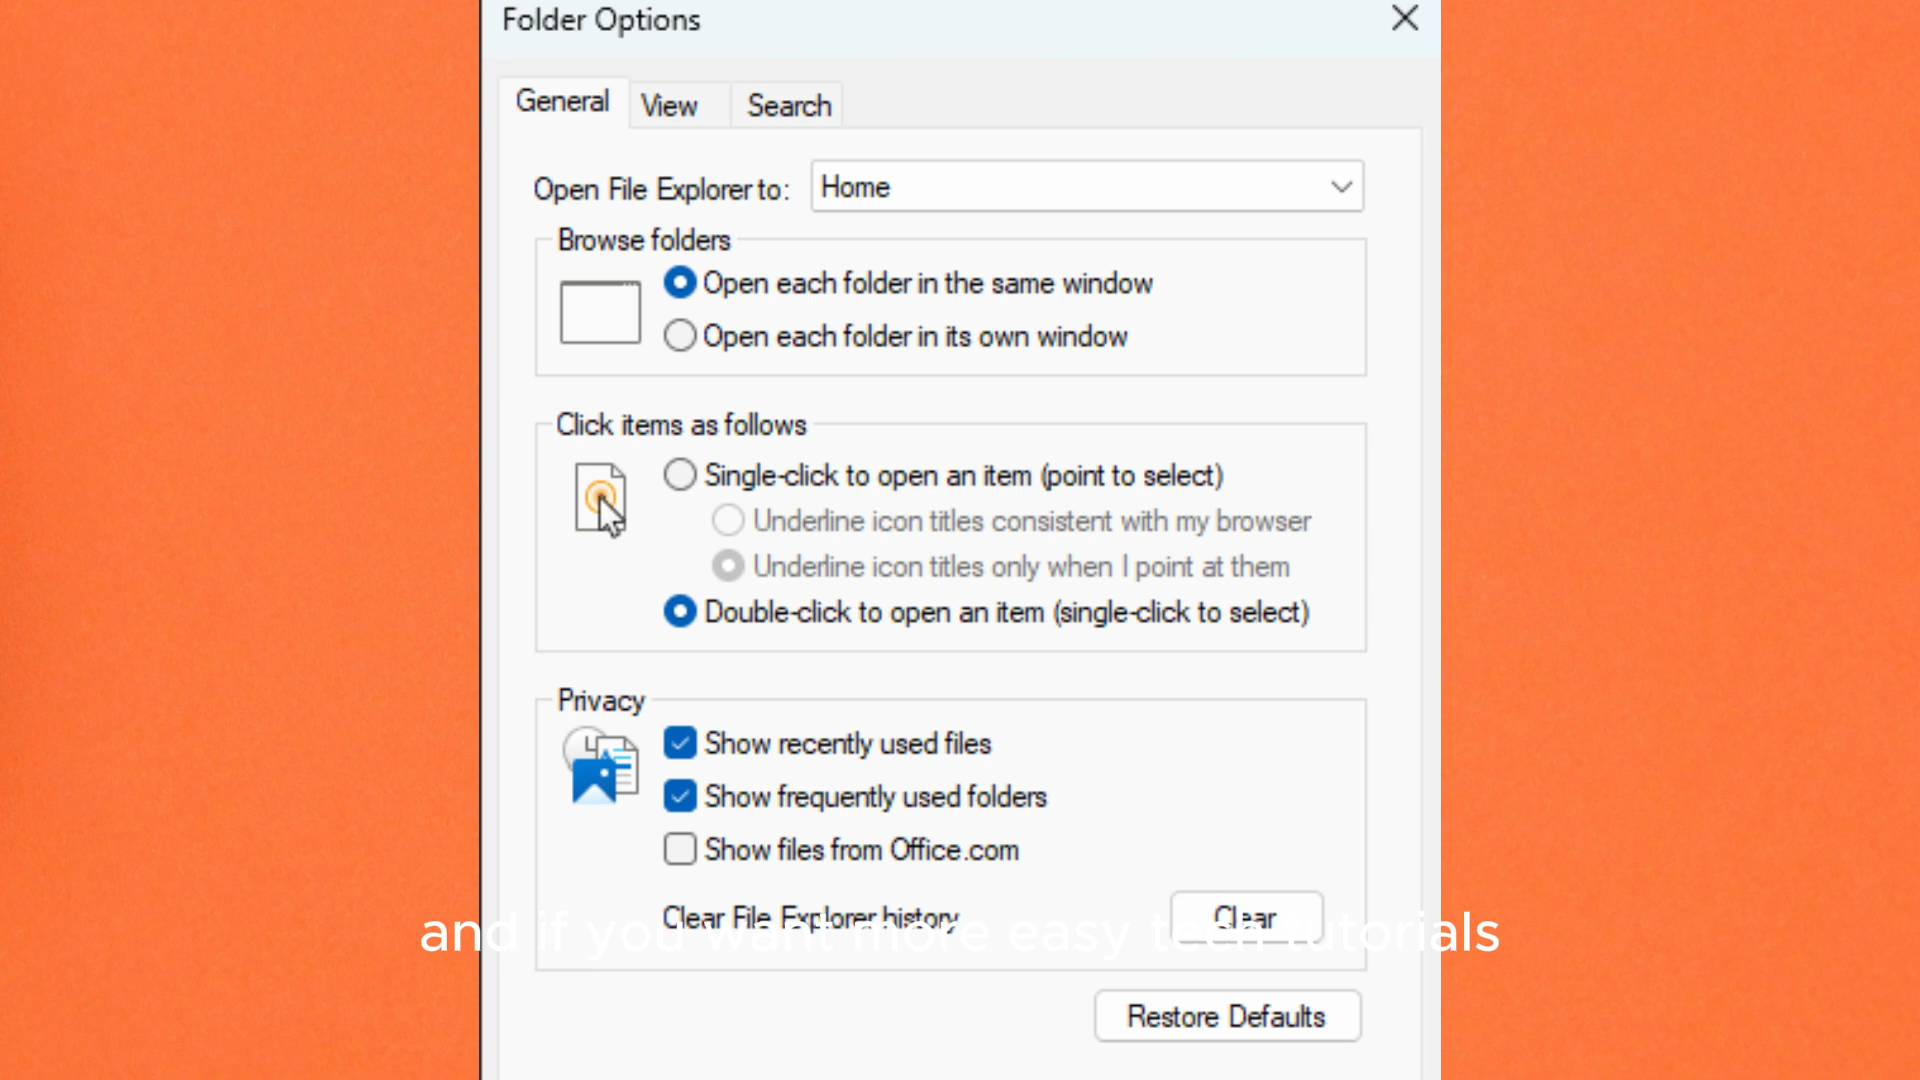 Folder Options
General View Search
Open File Explorer to: Home
Browse folders
Open each folder in the same window
Open each folder in its own window
Click items as follows
Single-click to open an item (point to select)
Underline icon titles consistent with my browser
Underline icon titles only when I point at them
Double-click to open an item (single-click to select)
Privacy
Show recently used files
Show frequently used folders
Show files from Office.com
Clear File Explorer history Clear
and if you want more easy tech tutorials
Restore Defaults